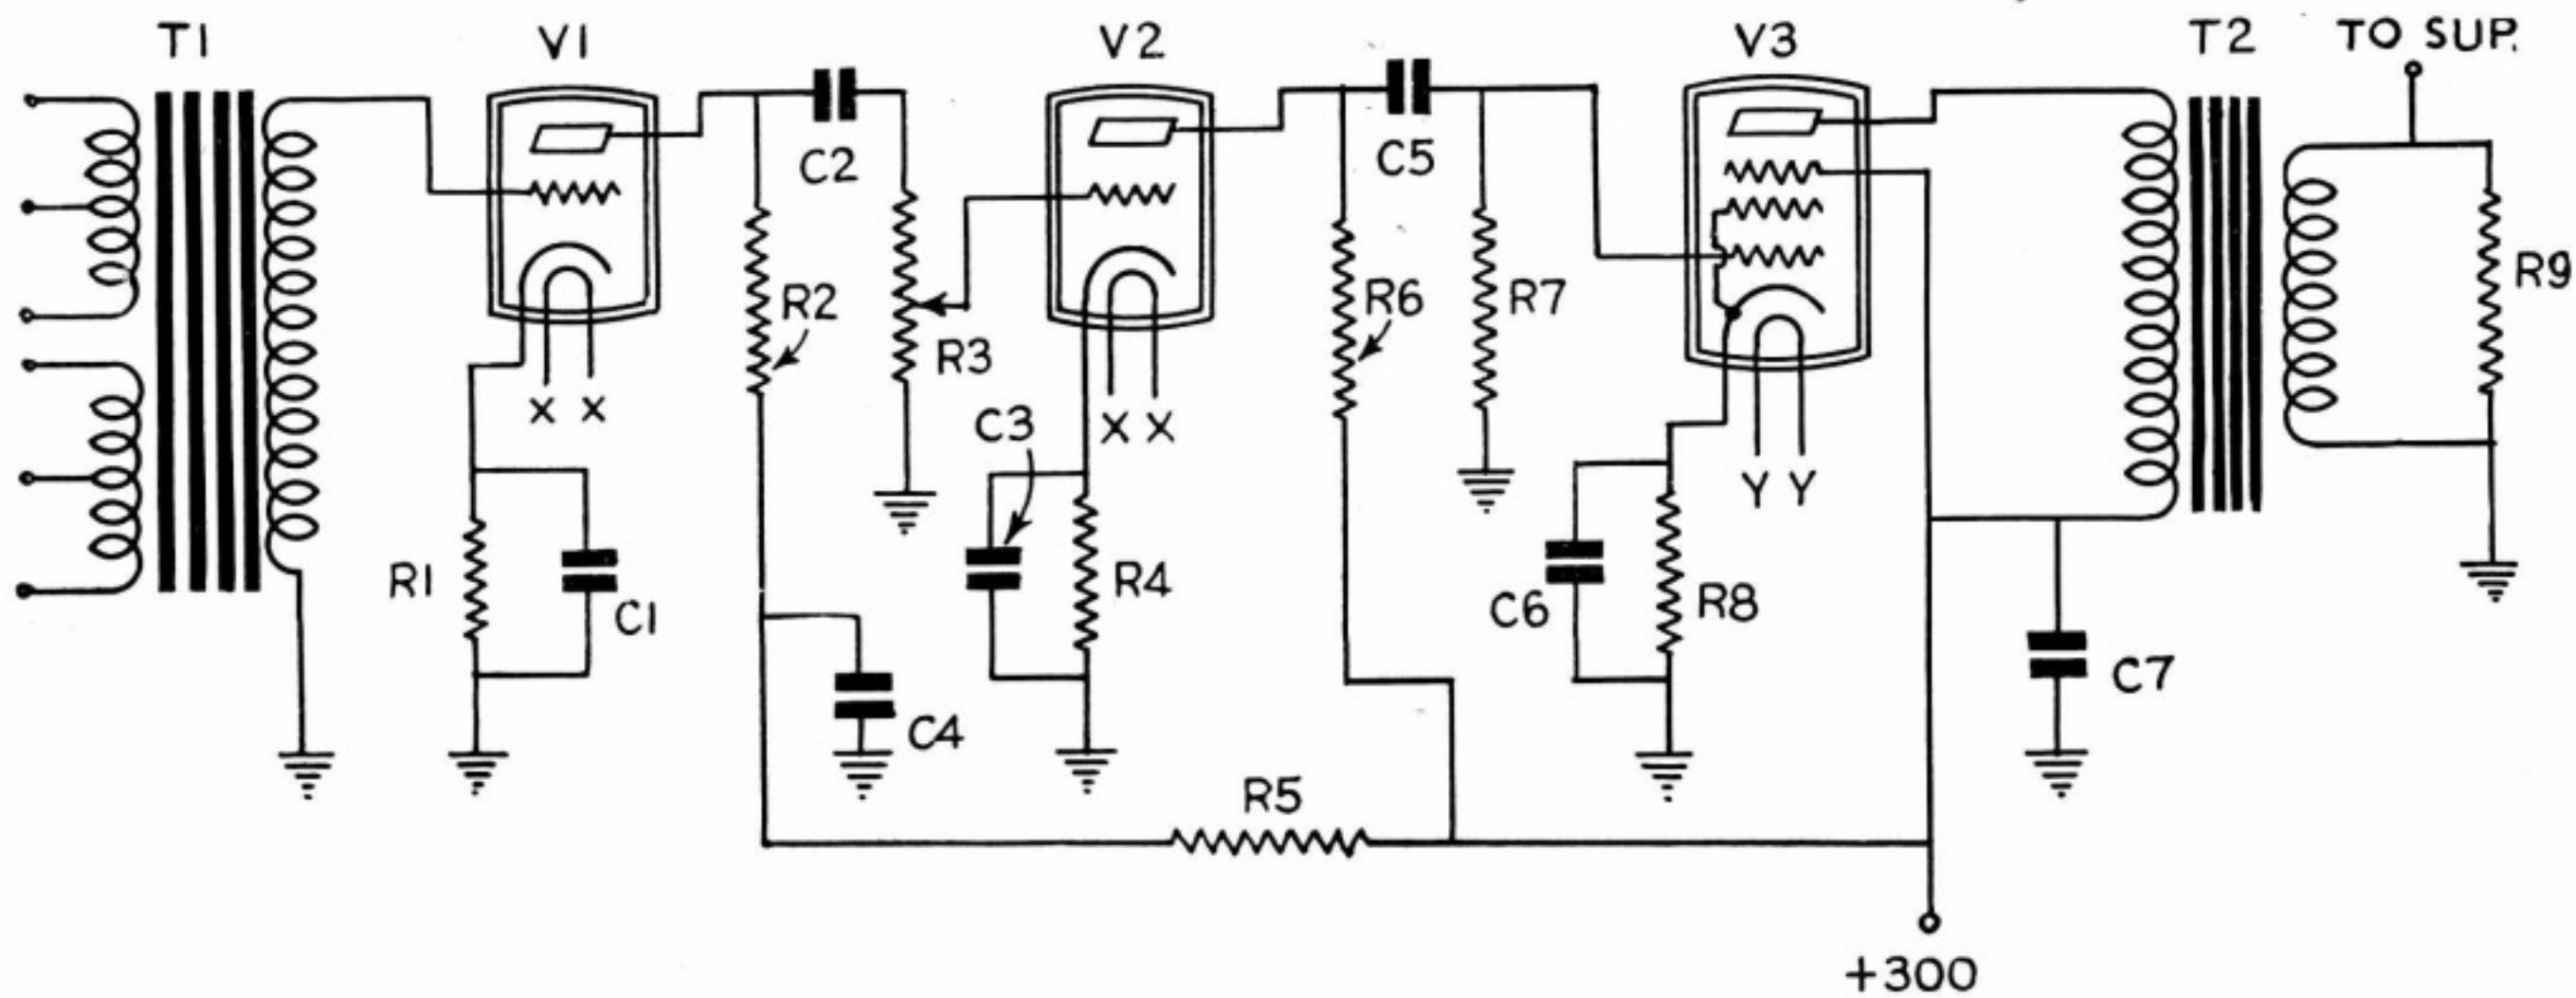 T1 V1 V2 V3 T2 TO SUP.
C2 C5
R2 R3 R6 R7 R9
X X C3 X X Y Y
R1 C1 R4 C6 R8
C4 C7
R5
+300